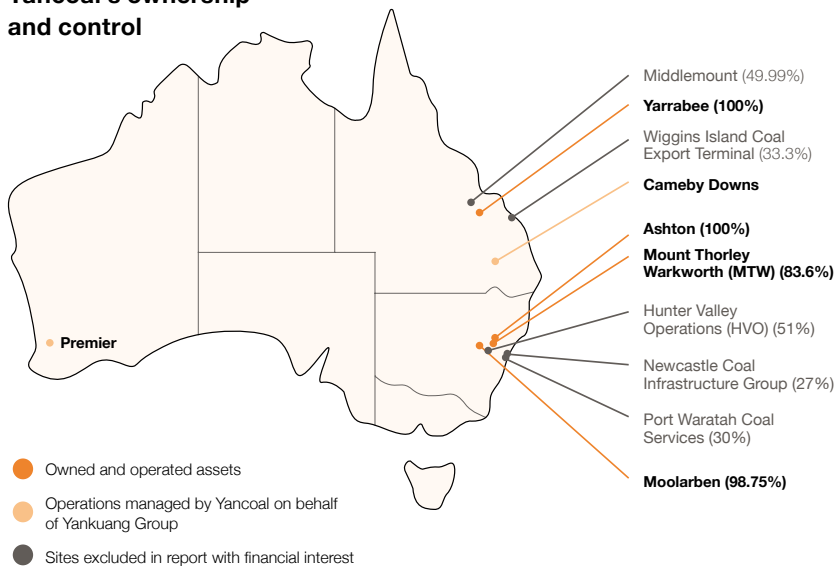 Yancoal's ownership
and control
Middlemount (49.99%)
Yarrabee (100%)
Wiggins Island Coal
Export Terminal (33.3%)
Cameby Downs
Ashton (100%)
Mount Thorley
Warkworth (MTW) (83.6%)
Hunter Valley
Operations (HVO) (51%)
Premier
Newcastle Coal
Infrastructure Group (27%)
Port Waratah Coal
Services (30%)
Moolarben (98.75%)
Owned and operated assets
Operations managed by Yancoal on behalf
of Yankuang Group
Sites excluded in report with financial interest